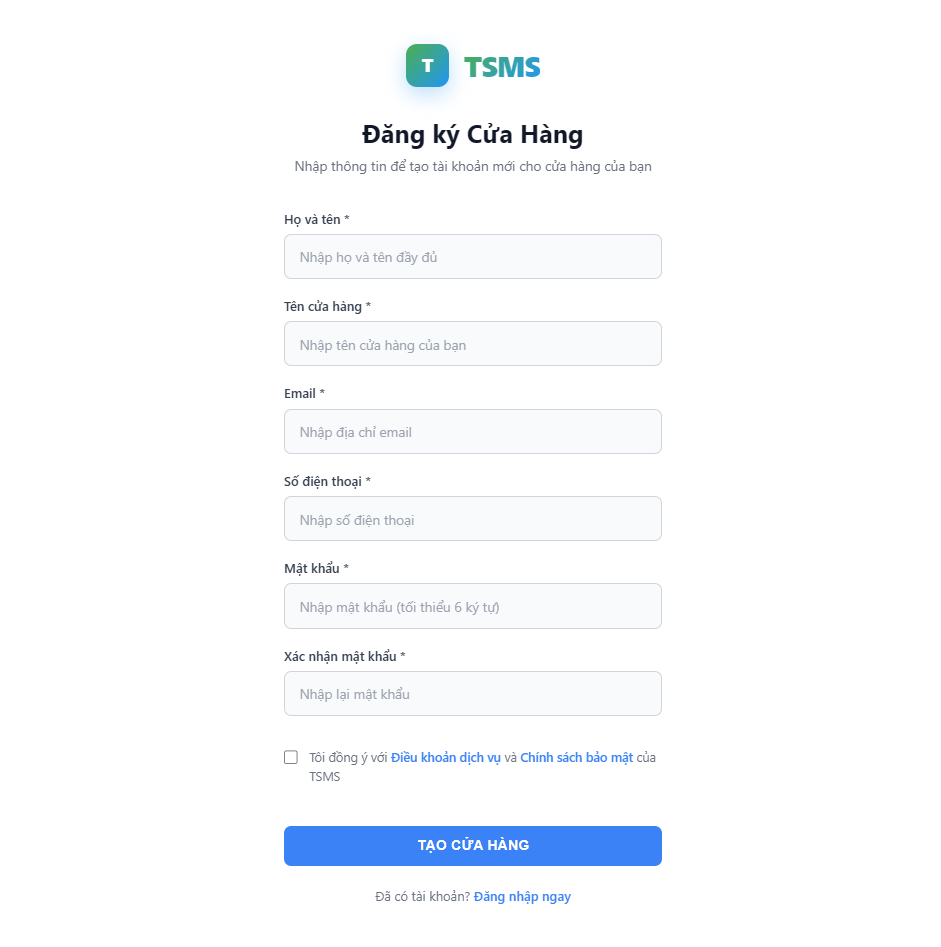 T TSMS
Đăng ký Cửa Hàng
Nhập thông tin để tạo tài khoản mới cho cửa hàng của bạn
Họ và tên *
Nhập họ và tên đầy đủ
Tên cửa hàng *
Nhập tên cửa hàng của bạn
Email *
Nhập địa chỉ email
Số điện thoại *
Nhập số điện thoại
Mật khẩu *
Nhập mật khẩu (tối thiểu 6 ký tự)
Xác nhận mật khẩu *
Nhập lại mật khẩu
Tôi đồng ý với Điều khoản dịch vụ và Chính sách bảo mật của
TSMS
TẠO CỬA HÀNG
Đã có tài khoản? Đăng nhập ngay